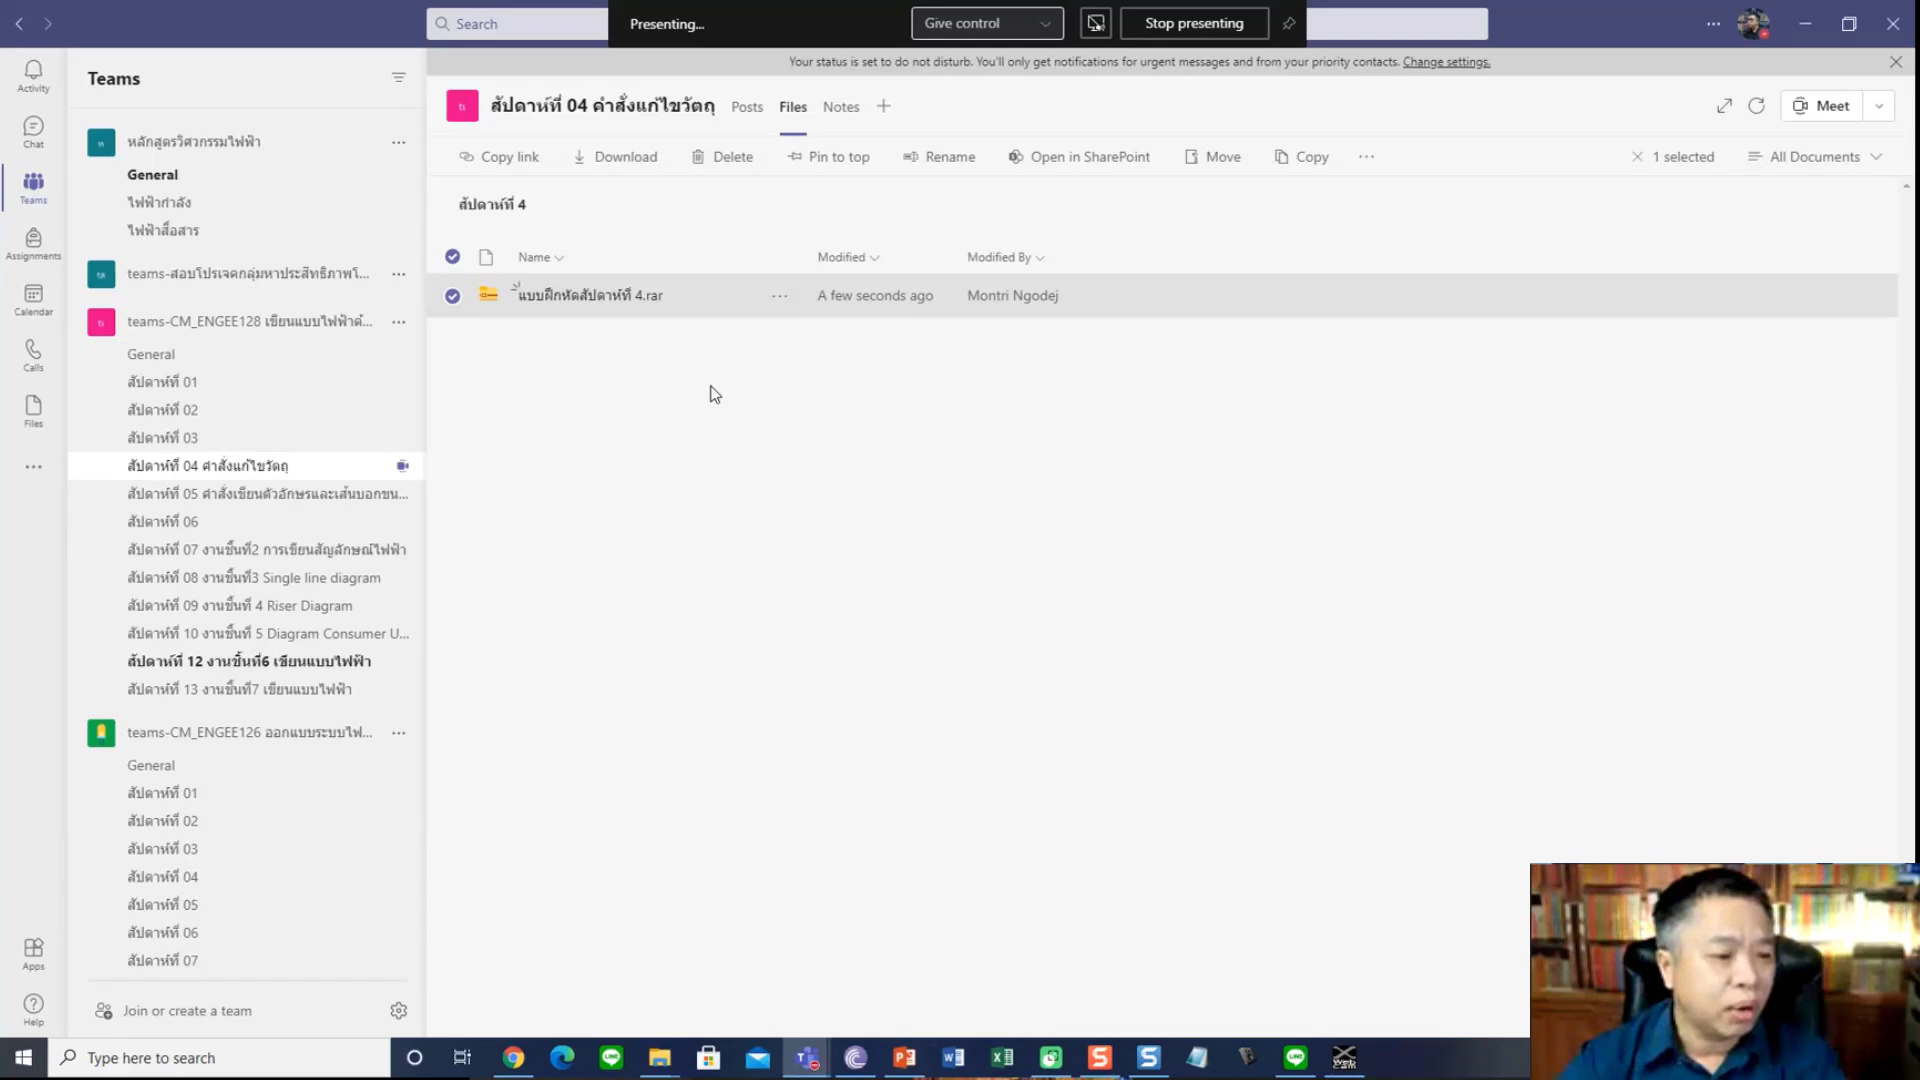 Search
Presenting...
Give control
Stop presenting
Your status is set to do not disturb. You'll only get notifications for urgent messages and from your priority contacts. Change settings.
Activity
Chat
Teams
Assignments
Calendar
Calls
Files
Apps
Help
Teams
หลักสูตรวิศวกรรมไฟฟ้า
General
ไฟฟ้ากำลัง
ไฟฟ้าสื่อสาร
teams-สอบโปรเจคกลุ่มหาประสิทธิภาพโ...
teams-CM_ENGEE128 เขียนแบบไฟฟ้าด้...
General
สัปดาห์ที่ 01
สัปดาห์ที่ 02
สัปดาห์ที่ 03
สัปดาห์ที่ 04 คำสั่งแก้ไขวัตถุ
สัปดาห์ที่ 05 คำสั่งเขียนตัวอักษรและเส้นบอกขน...
สัปดาห์ที่ 06
สัปดาห์ที่ 07 งานชิ้นที่2 การเขียนสัญลักษณ์ไฟฟ้า
สัปดาห์ที่ 08 งานชิ้นที่3 Single line diagram
สัปดาห์ที่ 09 งานชิ้นที่ 4 Riser Diagram
สัปดาห์ที่ 10 งานชิ้นที่ 5 Diagram Consumer U...
สัปดาห์ที่ 12 งานชิ้นที่6 เขียนแบบไฟฟ้า
สัปดาห์ที่ 13 งานชิ้นที่7 เขียนแบบไฟฟ้า
teams-CM_ENGEE126 ออกแบบระบบไฟ...
General
สัปดาห์ที่ 01
สัปดาห์ที่ 02
สัปดาห์ที่ 03
สัปดาห์ที่ 04
สัปดาห์ที่ 05
สัปดาห์ที่ 06
สัปดาห์ที่ 07
Join or create a team
สัปดาห์ที่ 04 คำสั่งแก้ไขวัตถุ Posts Files Notes
Meet
Copy link Download Delete Pin to top Rename Open in SharePoint Move Copy
1 selected All Documents
สัปดาห์ที่ 4
Name Modified Modified By
แบบฝึกหัดสัปดาห์ที่ 4.rar A few seconds ago Montri Ngodej
Type here to search